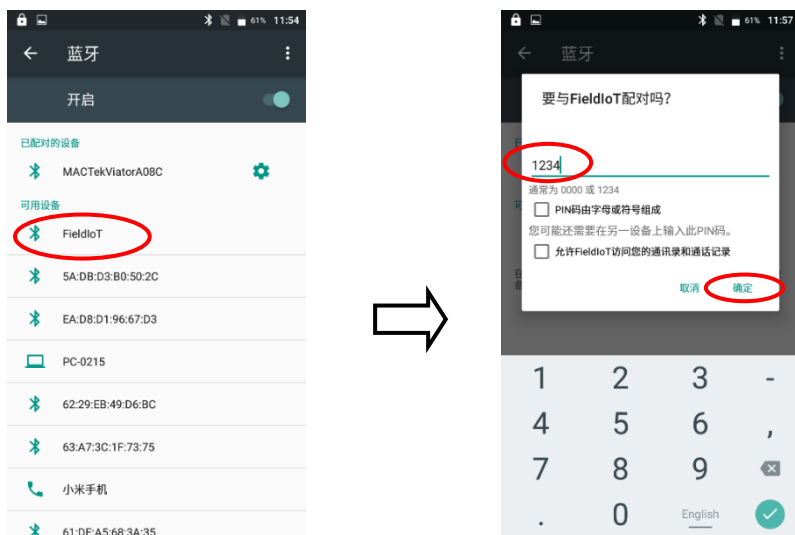 61% 11:54
蓝牙
开启
已配对的设备
MACTekViatorA08C
可用设备
FieldIoT
5A:DB:D3:B0:50:2C
EA:D8:D1:96:67:D3
PC-0215
62:29:EB:49:D6:BC
63:A7:3C:1F:73:75
小米手机
61:DE:A5:68:3A:35
61% 11:57
蓝牙
要与FieldIoT配对吗?
1234
通常为 0000 或 1234
PIN码由字母或符号组成
您可能还需要在另一设备上输入此PIN码。
允许FieldIoT访问您的通讯录和通话记录
取消 确定
1 2 3 -
4 5 6 ,
7 8 9
. 0 English